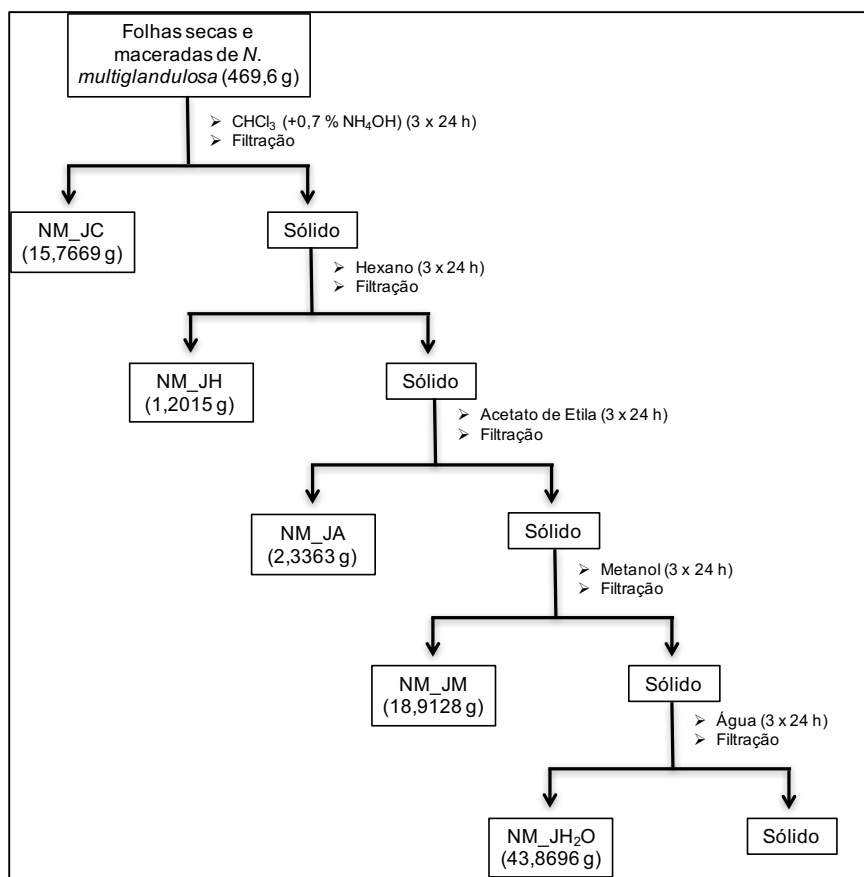 Folhas secas e
maceradas de N.
multiglandulosa (469,6 g)
➢ CHCl₃ (+0,7 % NH₄OH) (3 x 24 h)
➢ Filtração
NM_JC
(15,7669 g)
Sólido
➢ Hexano (3 x 24 h)
➢ Filtração
NM_JH
(1,2015 g)
Sólido
➢ Acetato de Etila (3 x 24 h)
➢ Filtração
NM_JA
(2,3363 g)
Sólido
➢ Metanol (3 x 24 h)
➢ Filtração
NM_JM
(18,9128 g)
Sólido
➢ Água (3 x 24 h)
➢ Filtração
NM_JH₂O
(43,8696 g)
Sólido